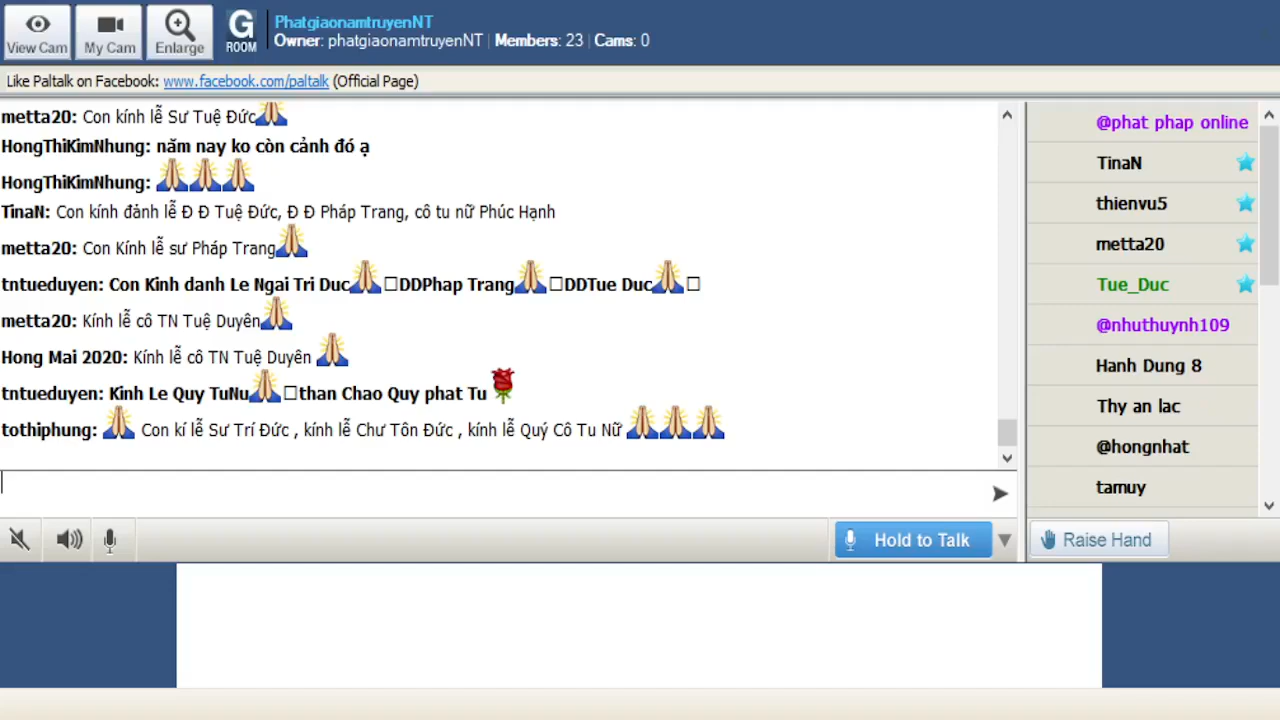 View Cam
My Cam
Enlarge
G
ROOM
PhatgiaonamtruyenNT
Owner: phatgiaonamtruyenNT | Members: 23 | Cams: 0
Like Paltalk on Facebook: www.facebook.com/paltalk (Official Page)
metta20: Con kính lễ Sư Tuệ Đức🙏
HongThiKimNhung: năm nay ko còn cảnh đó ạ
HongThiKimNhung: 🙏🙏🙏
TinaN: Con kính đảnh lễ Đ Đ Tuệ Đức, Đ Đ Pháp Trang, cô tu nữ Phúc Hạnh
metta20: Con Kính lễ sư Pháp Trang🙏
tntueduyen: Con Kinh danh Le Ngai Tri Duc🙏□DDPhap Trang🙏□DDTue Duc🙏□
metta20: Kính lễ cô TN Tuệ Duyên🙏
Hong Mai 2020: Kính lễ cô TN Tuệ Duyên 🙏
tntueduyen: Kinh Le Quy TuNu🙏□than Chao Quy phat Tu🌹
tothiphung: 🙏 Con kí lễ Sư Trí Đức , kính lễ Chư Tôn Đức , kính lễ Quý Cô Tu Nữ 🙏🙏🙏
@phat phap online
TinaN
thienvu5
metta20
Tue_Duc
@nhuthuynh109
Hanh Dung 8
Thy an lac
@hongnhat
tamuy
Hold to Talk
Raise Hand